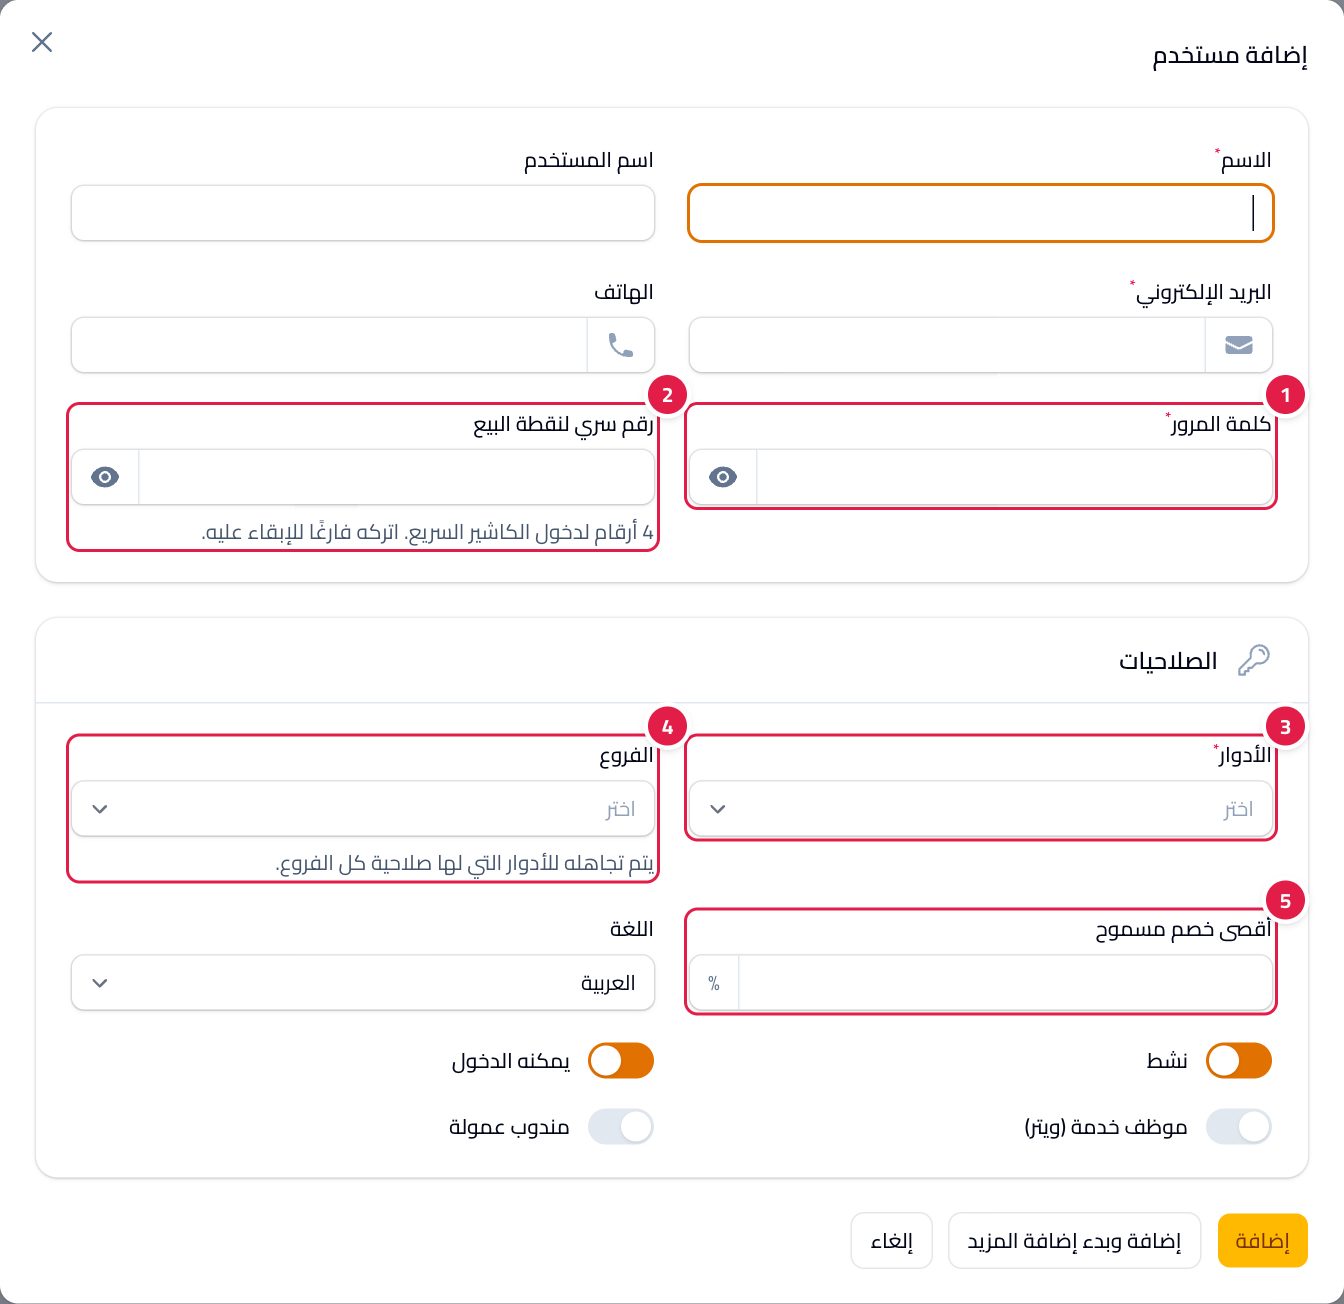 إضافة مستخدم
الاسم*
اسم المستخدم
البريد الإلكتروني*
الهاتف
1
2
كلمة المرور*
رقم سري لنقطة البيع
4 أرقام لدخول الكاشير السريع. اتركه فارغًا للإبقاء عليه.
الصلاحيات
3
4
الأدوار*
الفروع
اختر
اختر
يتم تجاهله للأدوار التي لها صلاحية كل الفروع.
5
أقصى خصم مسموح
اللغة
%
العربية
نشط
يمكنه الدخول
موظف خدمة (ويتر)
مندوب عمولة
إضافة
إضافة وبدء إضافة المزيد
إلغاء